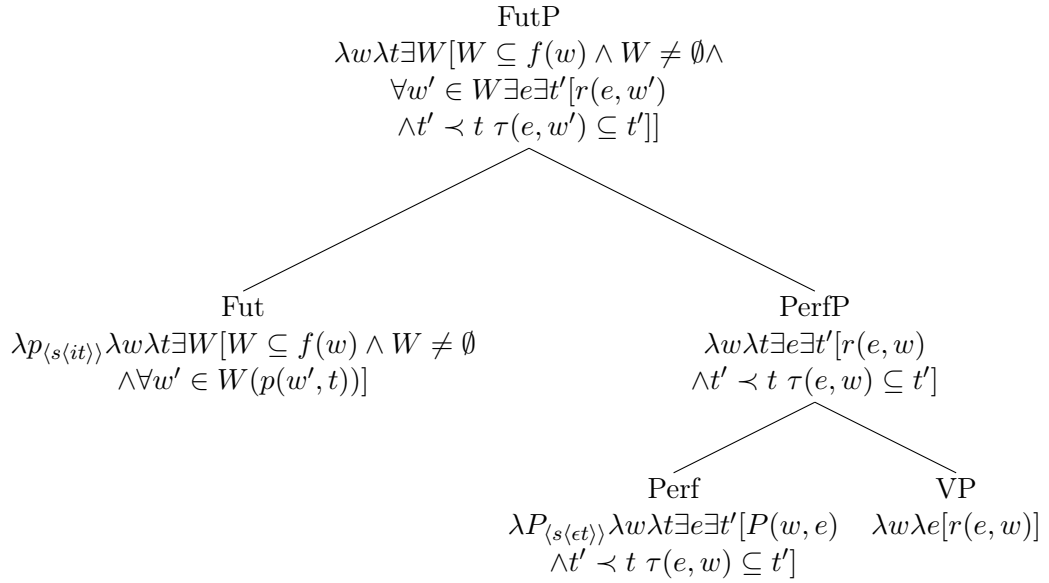 FutP
λwλt∃W[W ⊆ f(w) ∧ W ≠ ∅∧
∀w′ ∈ W∃e∃t′[r(e, w′)
∧t′ ≺ t τ(e, w′) ⊆ t′]]
Fut
λp⟨s⟨it⟩⟩λwλt∃W[W ⊆ f(w) ∧ W ≠ ∅
∧∀w′ ∈ W(p(w′, t))]
PerfP
λwλt∃e∃t′[r(e, w)
∧t′ ≺ t τ(e, w) ⊆ t′]
Perf
λP⟨s⟨ϵt⟩⟩λwλt∃e∃t′[P(w, e)
∧t′ ≺ t τ(e, w) ⊆ t′]
VP
λwλe[r(e, w)]